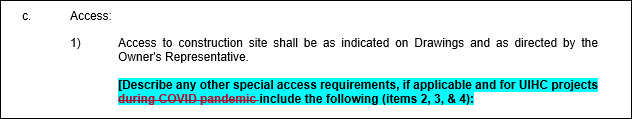 c. Access:
1) Access to construction site shall be as indicated on Drawings and as directed by the
Owner's Representative.
[Describe any other special access requirements, if applicable and for UIHC projects
during COVID pandemic include the following (items 2, 3, & 4):